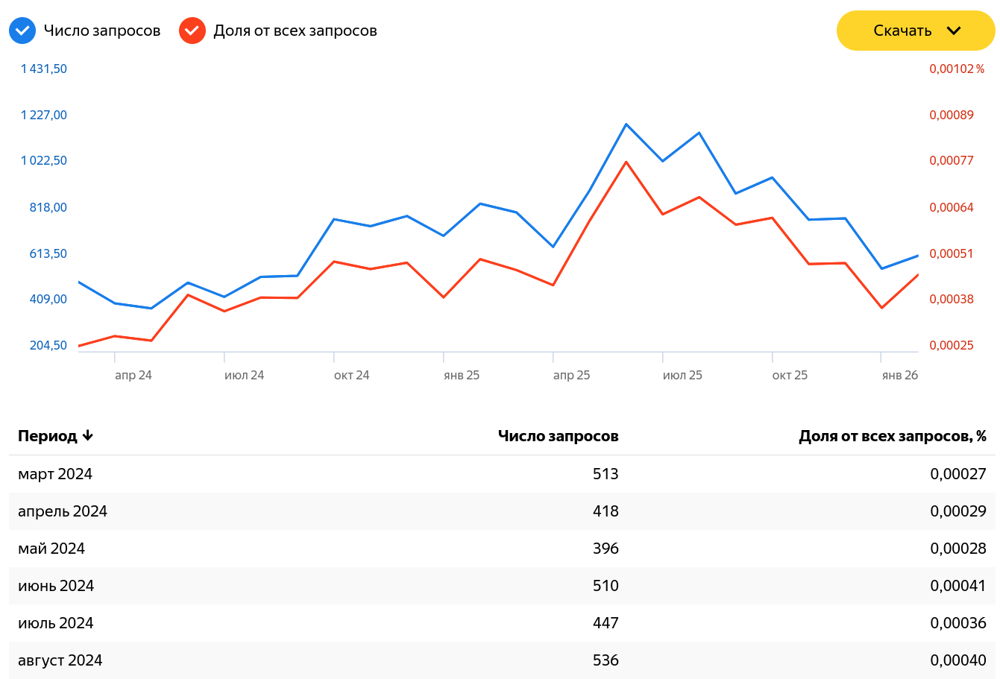 Число запросов Доля от всех запросов Скачать
1 431,50 0,00102 %
1 227,00 0,00089
1 022,50 0,00077
818,00 0,00064
613,50 0,00051
409,00 0,00038
204,50 0,00025
апр 24 июл 24 окт 24 янв 25 апр 25 июл 25 окт 25 янв 26
Период ↓ Число запросов Доля от всех запросов, %
март 2024 513 0,00027
апрель 2024 418 0,00029
май 2024 396 0,00028
июнь 2024 510 0,00041
июль 2024 447 0,00036
август 2024 536 0,00040